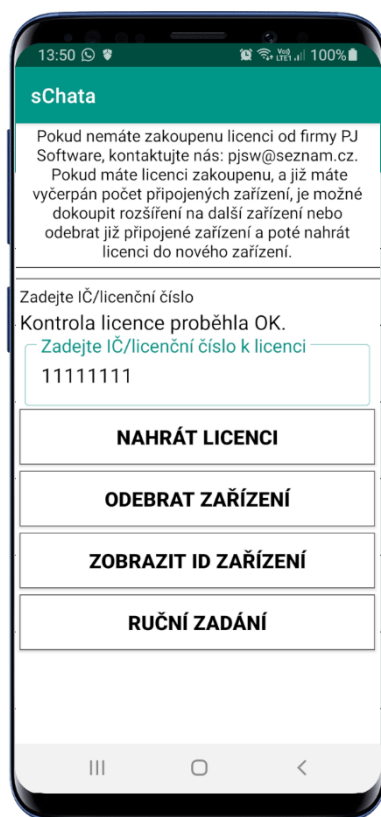 13:50 100%
sChata
Pokud nemáte zakoupenu licenci od firmy PJ
Software, kontaktujte nás: pjsw@seznam.cz.
Pokud máte licenci zakoupenu, a již máte
vyčerpán počet připojených zařízení, je možné
dokoupit rozšíření na další zařízení nebo
odebrat již připojené zařízení a poté nahrát
licenci do nového zařízení.
Zadejte IČ/licenční číslo
Kontrola licence proběhla OK.
Zadejte IČ/licenční číslo k licenci
11111111
NAHRÁT LICENCI
ODEBRAT ZAŘÍZENÍ
ZOBRAZIT ID ZAŘÍZENÍ
RUČNÍ ZADÁNÍ